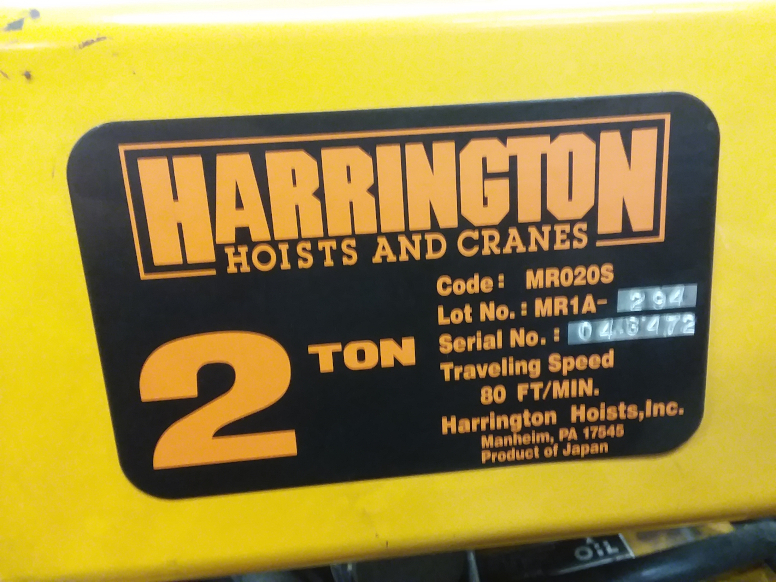 HARRINGTON
HOISTS AND CRANES
2 TON
Code: MR020S
Lot No.: MR1A- 294
Serial No.:
Traveling Speed
80 FT/MIN.
Harrington Hoists,Inc.
Manheim, PA 17545
Product of Japan
OIL